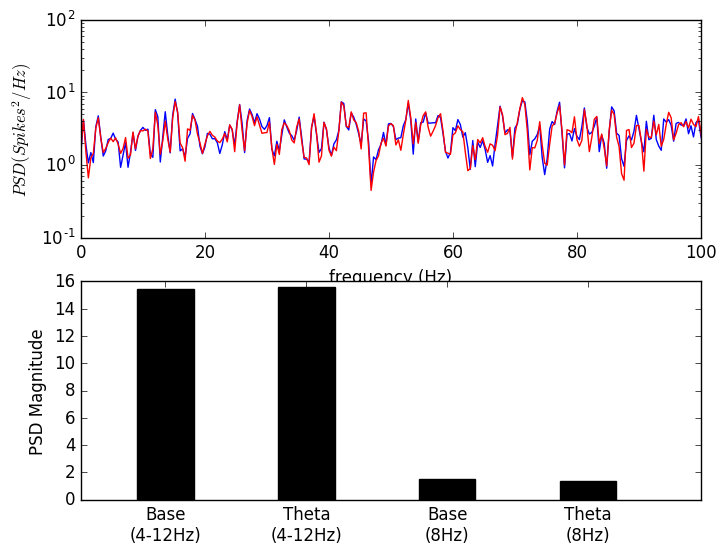 10^2
10^1
10^0
10^-1
PSD(Spikes^2/Hz)
0 20 40 60 80 100
frequency (Hz)
16
14
12
10
8
6
4
2
0
PSD Magnitude
Base Theta Base Theta
(4-12Hz) (4-12Hz) (8Hz) (8Hz)